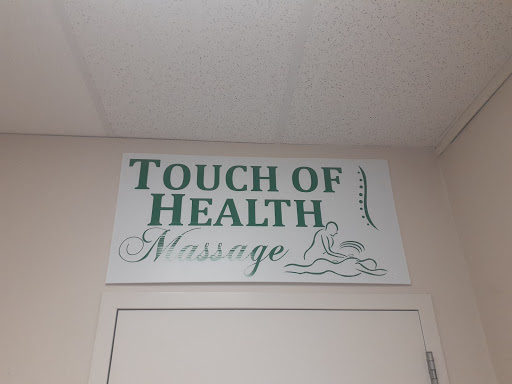 TOUCH OF
HEALTH
Massage